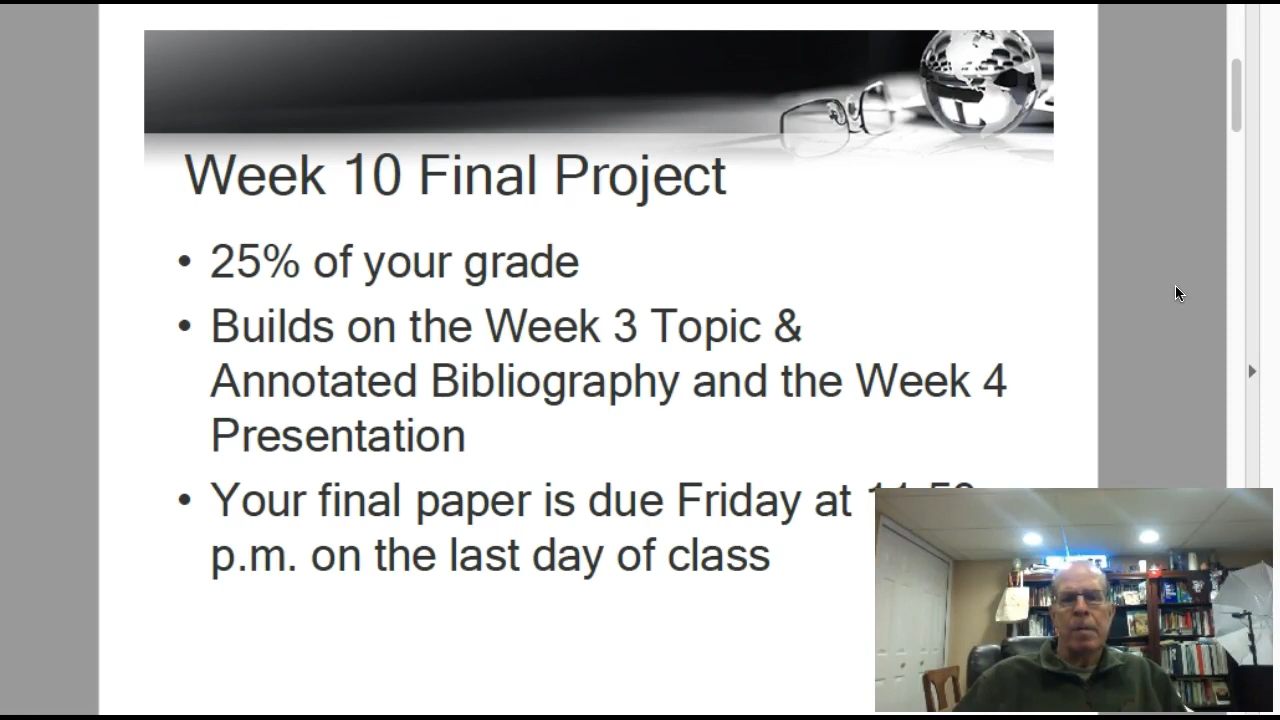 Week 10 Final Project
• 25% of your grade
• Builds on the Week 3 Topic &
Annotated Bibliography and the Week 4
Presentation
• Your final paper is due Friday at
p.m. on the last day of class